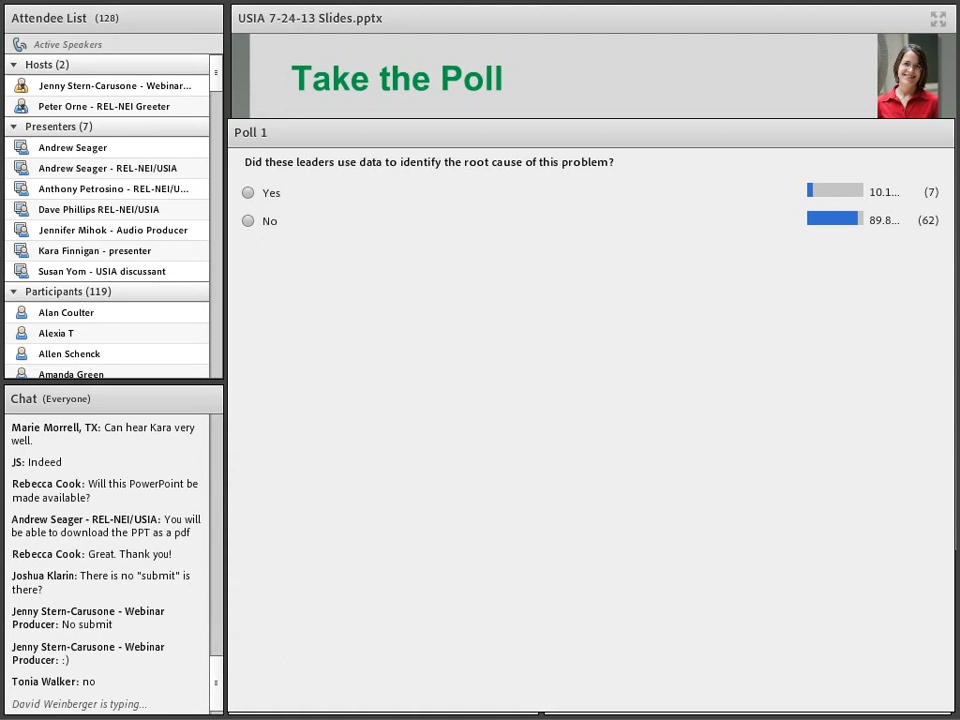 Attendee List (128)
Active Speakers
Hosts (2)
Jenny Stern-Carusone - Webinar...
Peter Orne - REL-NEI Greeter
Presenters (7)
Andrew Seager
Andrew Seager - REL-NEI/USIA
Anthony Petrosino - REL-NEI/U...
Dave Phillips REL-NEI/USIA
Jennifer Mihok - Audio Producer
Kara Finnigan - presenter
Susan Yom - USIA discussant
Participants (119)
Alan Coulter
Alexia T
Allen Schenck
Amanda Green
Chat (Everyone)
Marie Morrell, TX: Can hear Kara very
well.
JS: Indeed
Rebecca Cook: Will this PowerPoint be
made available?
Andrew Seager - REL-NEI/USIA: You will
be able to download the PPT as a pdf
Rebecca Cook: Great. Thank you!
Joshua Klarin: There is no "submit" is
there?
Jenny Stern-Carusone - Webinar
Producer: No submit
Jenny Stern-Carusone - Webinar
Producer: :)
Tonia Walker: no
David Weinberger is typing...
USIA 7-24-13 Slides.pptx
Take the Poll
Poll 1
Did these leaders use data to identify the root cause of this problem?
Yes 10.1... (7)
No 89.8... (62)